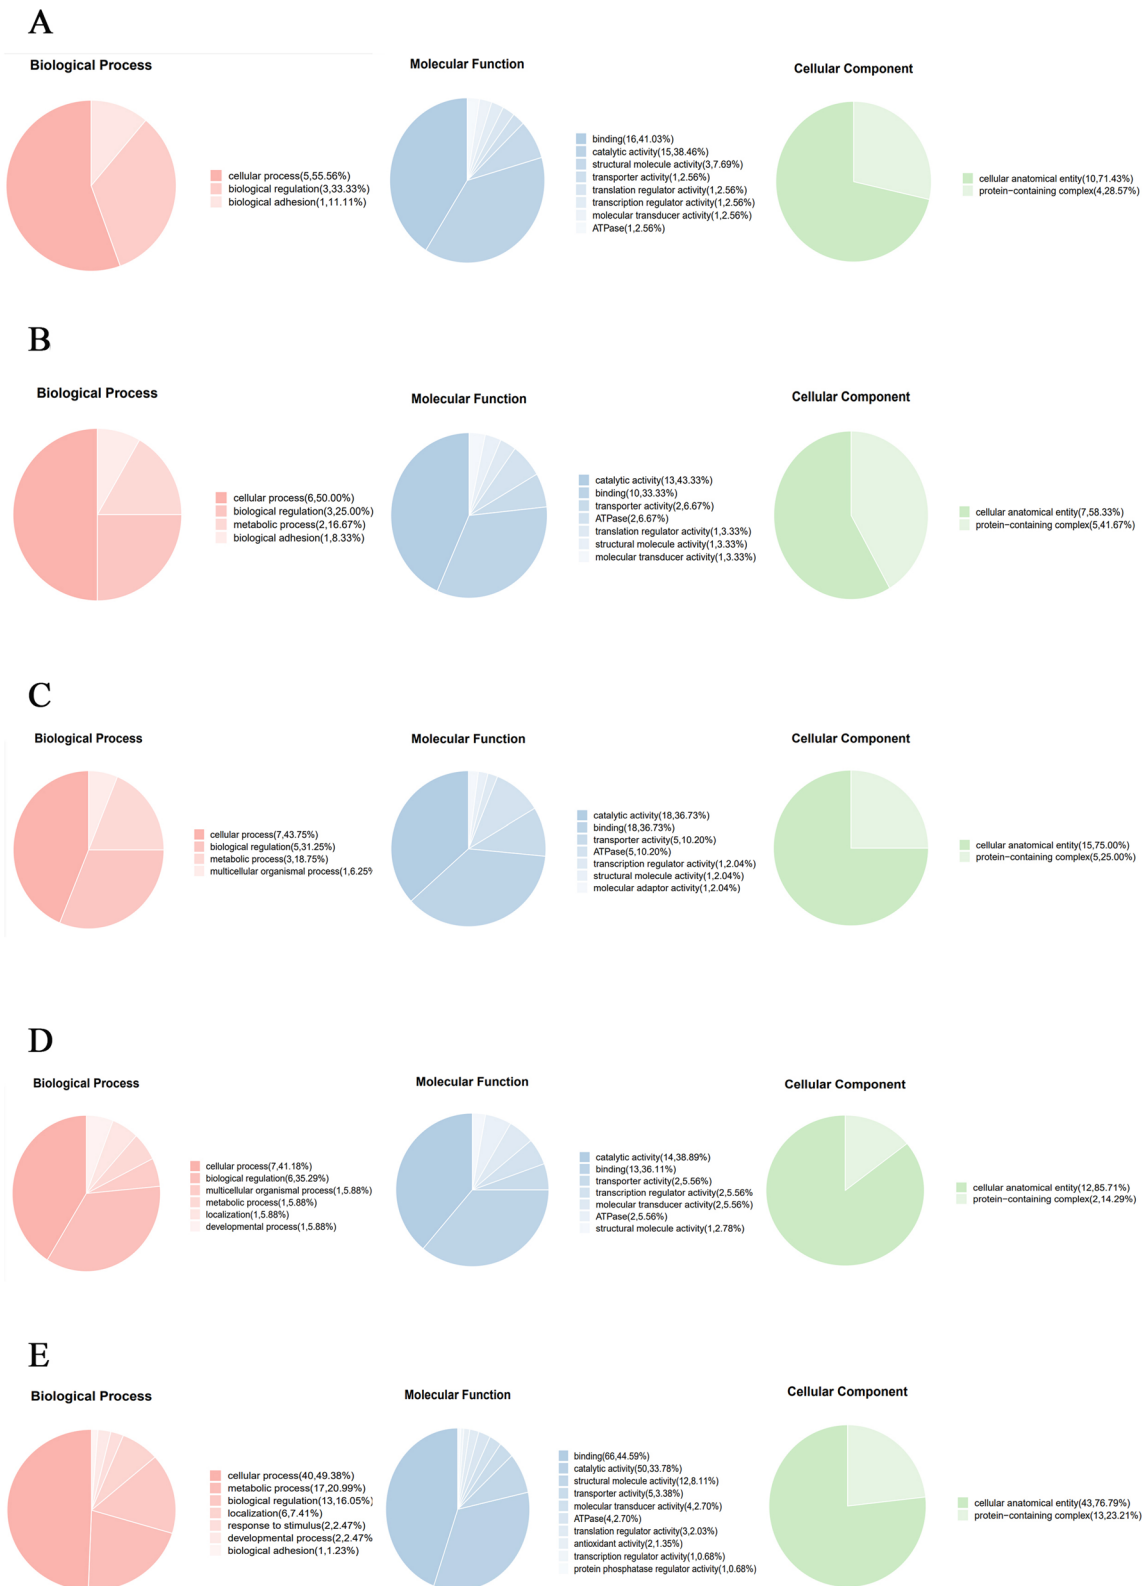 A
Biological Process
Molecular Function
Cellular Component
cellular process(5,55.56%)
biological regulation(3,33.33%)
biological adhesion(1,11.11%)
binding(16,41.03%)
catalytic activity(15,38.46%)
structural molecule activity(3,7.69%)
transporter activity(1,2.56%)
translation regulator activity(1,2.56%)
transcription regulator activity(1,2.56%)
molecular transducer activity(1,2.56%)
ATPase(1,2.56%)
cellular anatomical entity(10,71.43%)
protein−containing complex(4,28.57%)
B
Biological Process
Molecular Function
Cellular Component
cellular process(6,50.00%)
biological regulation(3,25.00%)
metabolic process(2,16.67%)
biological adhesion(1,8.33%)
catalytic activity(13,43.33%)
binding(10,33.33%)
transporter activity(2,6.67%)
ATPase(2,6.67%)
translation regulator activity(1,3.33%)
structural molecule activity(1,3.33%)
molecular transducer activity(1,3.33%)
cellular anatomical entity(7,58.33%)
protein−containing complex(5,41.67%)
C
Biological Process
Molecular Function
Cellular Component
cellular process(7,43.75%)
biological regulation(5,31.25%)
metabolic process(3,18.75%)
multicellular organismal process(1,6.25%
catalytic activity(18,36.73%)
binding(18,36.73%)
transporter activity(5,10.20%)
ATPase(5,10.20%)
transcription regulator activity(1,2.04%)
structural molecule activity(1,2.04%)
molecular adaptor activity(1,2.04%)
cellular anatomical entity(15,75.00%)
protein−containing complex(5,25.00%)
D
Biological Process
Molecular Function
Cellular Component
cellular process(7,41.18%)
biological regulation(6,35.29%)
multicellular organismal process(1,5.88%)
metabolic process(1,5.88%)
localization(1,5.88%)
developmental process(1,5.88%)
catalytic activity(14,38.89%)
binding(13,36.11%)
transporter activity(2,5.56%)
transcription regulator activity(2,5.56%
molecular transducer activity(2,5.56%)
ATPase(2,5.56%)
structural molecule activity(1,2.78%)
cellular anatomical entity(12,85.71%)
protein−containing complex(2,14.29%)
E
Biological Process
Molecular Function
Cellular Component
cellular process(40,49.38%)
metabolic process(17,20.99%)
biological regulation(13,16.05%)
localization(6,7.41%)
response to stimulus(2,2.47%)
developmental process(2,2.47%
biological adhesion(1,1.23%)
binding(66,44.59%)
catalytic activity(50,33.78%)
structural molecule activity(12,8.11%)
transporter activity(5,3.38%)
molecular transducer activity(4,2.70%)
ATPase(4,2.70%)
translation regulator activity(3,2.03%)
antioxidant activity(2,1.35%)
transcription regulator activity(1,0.68%)
protein phosphatase regulator activity(1,0.68%)
cellular anatomical entity(43,76.79%)
protein−containing complex(13,23.21%)